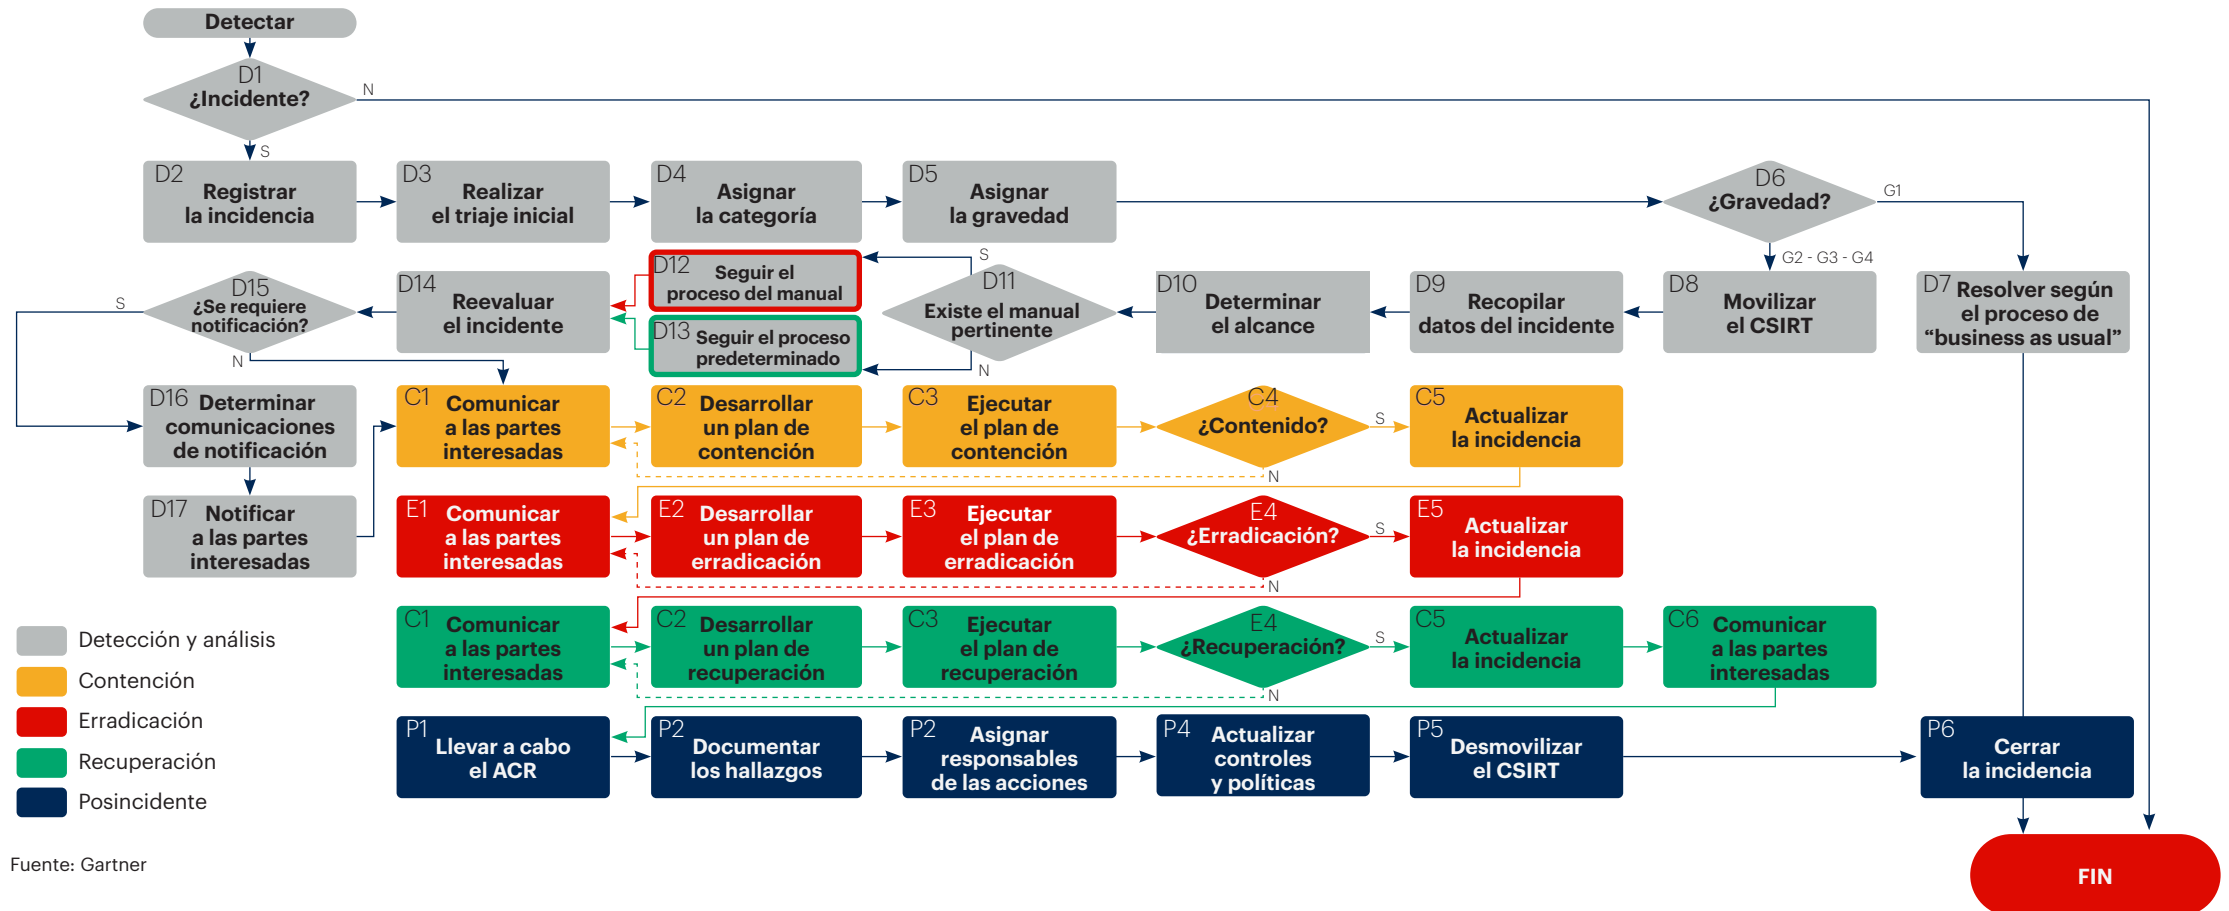 Detectar
D1
¿Incidente?
N
S
D2
Registrar
la incidencia
D3
Realizar
el triaje inicial
D4
Asignar
la categoría
D5
Asignar
la gravedad
D6
¿Gravedad?
G1
G2 - G3 - G4
D15
¿Se requiere
notificación?
S
N
D14
Reevaluar
el incidente
D12
Seguir el
proceso del manual
D13
Seguir el proceso
predeterminado
S
D11
Existe el manual
pertinente
N
D10
Determinar
el alcance
D9
Recopilar
datos del incidente
D8
Movilizar
el CSIRT
D7
Resolver según
el proceso de
“business as usual”
D16
Determinar
comunicaciones
de notificación
C1
Comunicar
a las partes
interesadas
C2
Desarrollar
un plan de
contención
C3
Ejecutar
el plan de
contención
C4
¿Contenido?
S
N
C5
Actualizar
la incidencia
D17
Notificar
a las partes
interesadas
E1
Comunicar
a las partes
interesadas
E2
Desarrollar
un plan de
erradicación
E3
Ejecutar
el plan de
erradicación
E4
¿Erradicación?
S
N
E5
Actualizar
la incidencia
C1
Comunicar
a las partes
interesadas
C2
Desarrollar
un plan de
recuperación
C3
Ejecutar
el plan de
recuperación
E4
¿Recuperación?
S
N
C5
Actualizar
la incidencia
C6
Comunicar
a las partes
interesadas
P1
Llevar a cabo
el ACR
P2
Documentar
los hallazgos
P2
Asignar
responsables
de las acciones
P4
Actualizar
controles
y políticas
P5
Desmovilizar
el CSIRT
P6
Cerrar
la incidencia
Detección y análisis
Contención
Erradicación
Recuperación
Posincidente
Fuente: Gartner
FIN